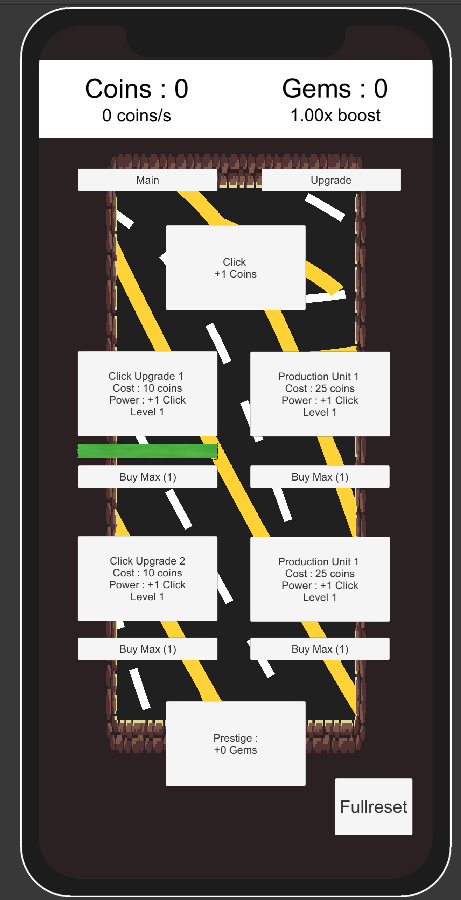 Coins : 0
Gems : 0
0 coins/s
1.00x boost
Main
Upgrade
Click
+1 Coins
Click Upgrade 1
Cost : 10 coins
Power : +1 Click
Level 1
Production Unit 1
Cost : 25 coins
Power : +1 Click
Level 1
Buy Max (1)
Buy Max (1)
Click Upgrade 2
Cost : 10 coins
Power : +1 Click
Level 1
Production Unit 1
Cost : 25 coins
Power : +1 Click
Level 1
Buy Max (1)
Buy Max (1)
Prestige :
+0 Gems
Fullreset